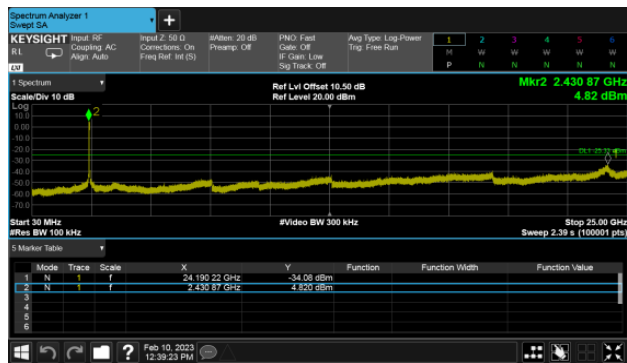 Spectrum Analyzer 1
Swept SA
+
KEYSIGHT Input: RF Input Z: 50 Ω #Atten: 20 dB PNO: Fast Avg Type: Log-Power 1 2 3 4 5 6
RL Coupling: AC Corrections: On Preamp: Off Gate: Off Trig: Free Run M W W W W W
Align: Auto Freq Ref: Int (S) IF Gain: Low
Sig Track: Off P N N N N N
1 Spectrum Ref Lvl Offset 10.50 dB Mkr2 2.430 87 GHz
Scale/Div 10 dB Ref Level 20.00 dBm 4.82 dBm
Log
10.0
2
0.00
-10.0
-20.0
-30.0
1
-40.0
-50.0
-60.0
-70.0
Start 30 MHz #Video BW 300 kHz Stop 25.00 GHz
#Res BW 100 kHz Sweep 2.39 s (100001 pts)
5 Marker Table
Mode Trace Scale X Y Function Function Width Function Value
1 N 1 f 24.190 22 GHz -34.08 dBm
2 N 1 f 2.430 87 GHz 4.820 dBm
3
4
5
6
? Feb 10, 2023
12:39:23 PM